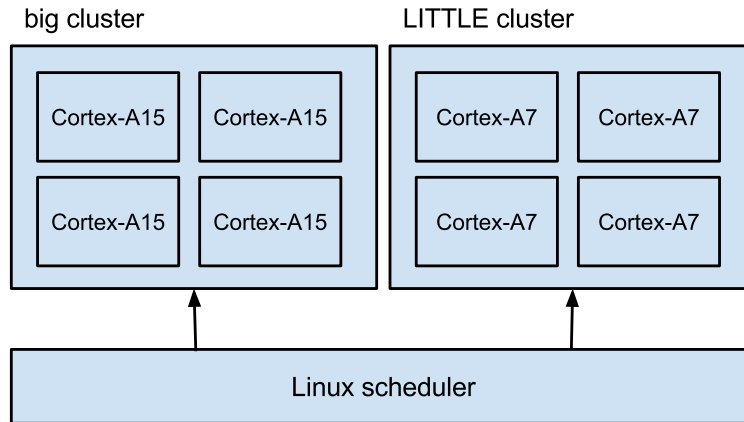 big cluster
LITTLE cluster
Cortex-A15
Cortex-A15
Cortex-A7
Cortex-A7
Cortex-A15
Cortex-A15
Cortex-A7
Cortex-A7
Linux scheduler